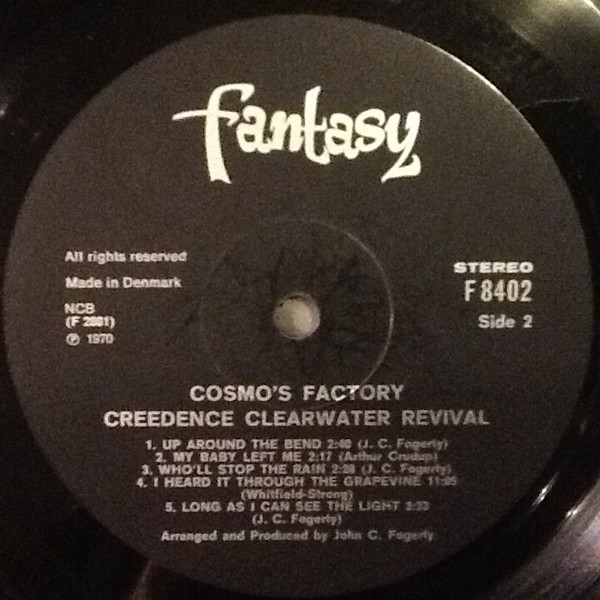 fantasy
All rights reserved
Made in Denmark
NCB
(F 2881)
℗ 1970
STEREO
F 8402
Side 2
COSMO'S FACTORY
CREEDENCE CLEARWATER REVIVAL
1. UP AROUND THE BEND 2:40 (J. C. Fogerty)
2. MY BABY LEFT ME 2:17 (Arthur Crudup)
3. WHO'LL STOP THE RAIN 2:28 (J. C. Fogerty)
4. I HEARD IT THROUGH THE GRAPEVINE 11:05
(Whitfield-Strong)
5. LONG AS I CAN SEE THE LIGHT 3:33
(J. C. Fogerty)
Arranged and Produced by John C. Fogerty